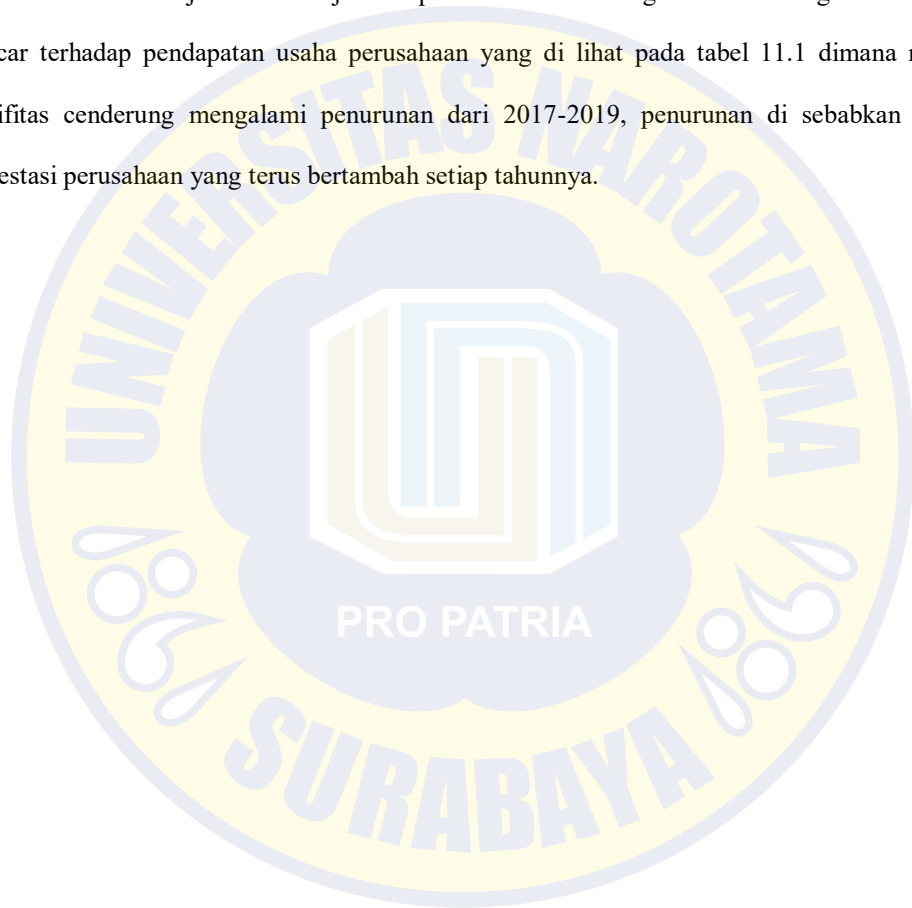 car terhadap pendapatan usaha perusahaan yang di lihat pada tabel 11.1 dimana
ifitas cenderung mengalami penurunan dari 2017-2019, penurunan di sebabkan
estasi perusahaan yang terus bertambah setiap tahunnya.
UNIVERSITAS NAROTAMA
PRO PATRIA
SURABAYA